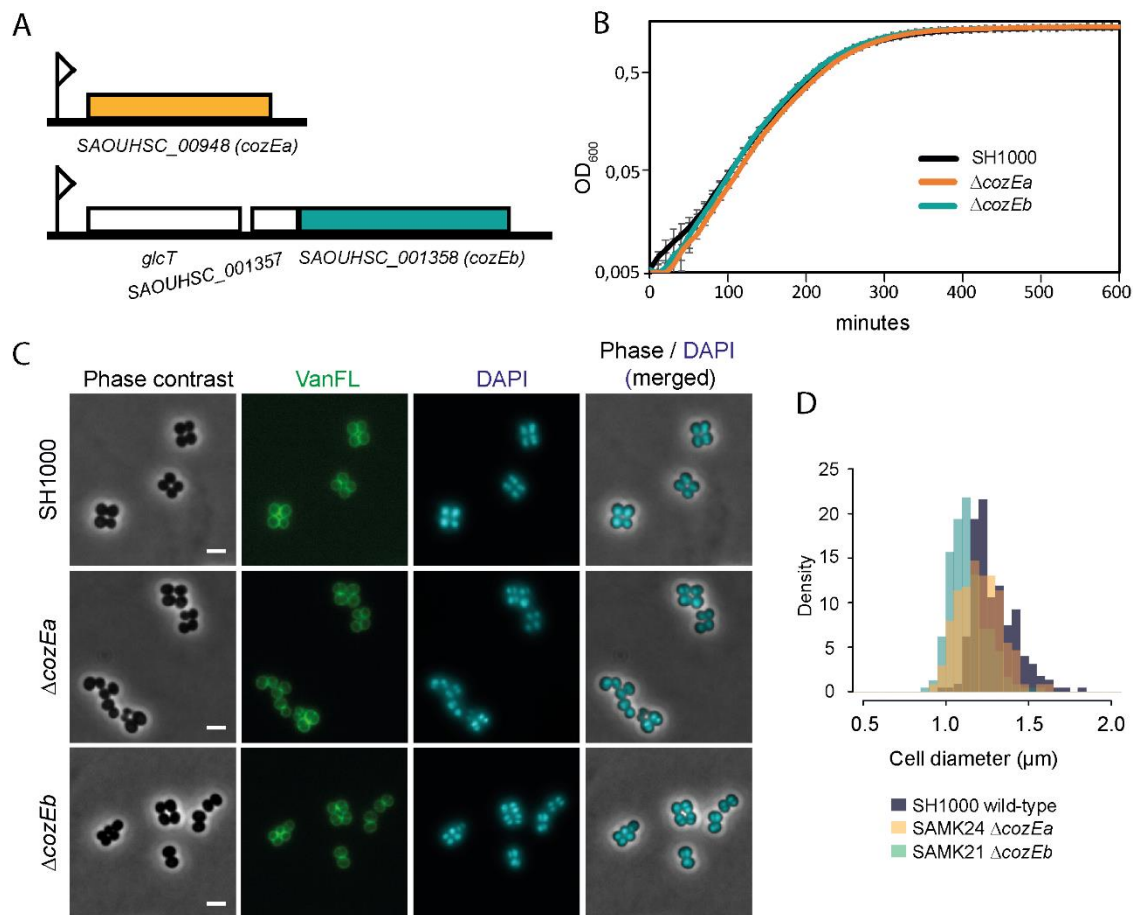 A
SAOUHSC_00948 (cozEa)
glcT
SAOUHSC_001357
SAOUHSC_001358 (cozEb)
B
OD600
0,5
0,05
0,005
0
100
200
300
400
500
600
minutes
SH1000
ΔcozEa
ΔcozEb
C
Phase contrast
VanFL
DAPI
Phase / DAPI
(merged)
SH1000
ΔcozEa
ΔcozEb
D
Density
25
20
15
10
5
0
0.5
1.0
1.5
2.0
Cell diameter (µm)
SH1000 wild-type
SAMK24 ΔcozEa
SAMK21 ΔcozEb